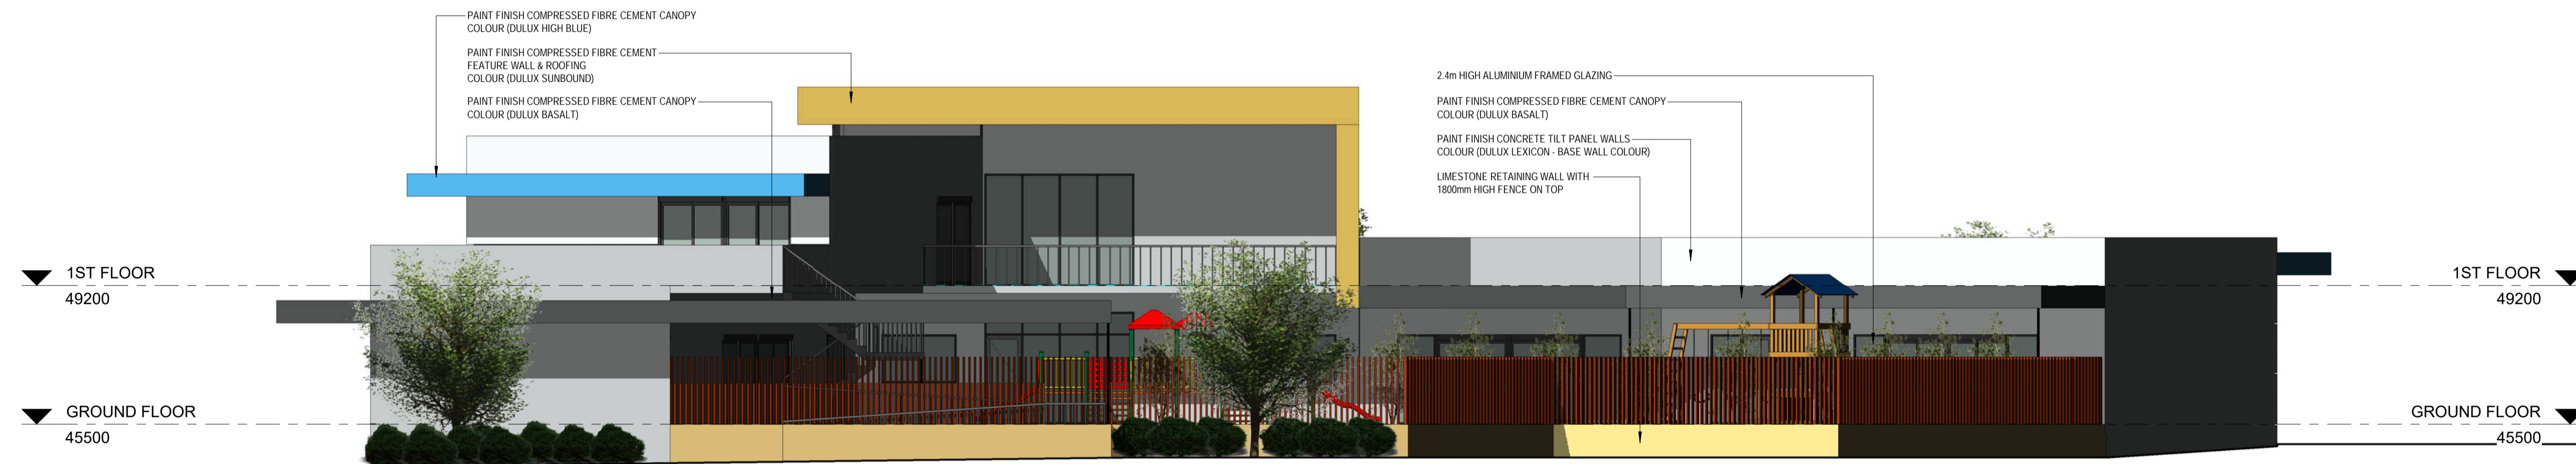 PAINT FINISH COMPRESSED FIBRE CEMENT CANOPY
COLOUR (DULUX HIGH BLUE)
PAINT FINISH COMPRESSED FIBRE CEMENT
FEATURE WALL & ROOFING
COLOUR (DULUX SUNBOUND)
PAINT FINISH COMPRESSED FIBRE CEMENT CANOPY
COLOUR (DULUX BASALT)
2.4m HIGH ALUMINIUM FRAMED GLAZING
PAINT FINISH COMPRESSED FIBRE CEMENT CANOPY
COLOUR (DULUX BASALT)
PAINT FINISH CONCRETE TILT PANEL WALLS
COLOUR (DULUX LEXICON - BASE WALL COLOUR)
LIMESTONE RETAINING WALL WITH
1800mm HIGH FENCE ON TOP
1ST FLOOR
49200
GROUND FLOOR
45500
1ST FLOOR
49200
GROUND FLOOR
45500